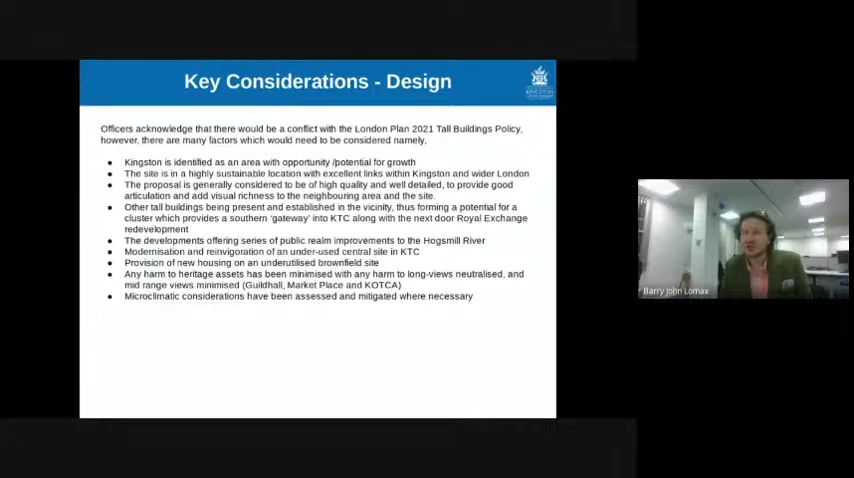 Key Considerations - Design
KINGSTON
Officers acknowledge that there would be a conflict with the London Plan 2021 Tall Buildings Policy,
however, there are many factors which would need to be considered namely,
● Kingston is identified as an area with opportunity /potential for growth
● The site is in a highly sustainable location with excellent links within Kingston and wider London
● The proposal is generally considered to be of high quality and well detailed, to provide good
articulation and add visual richness to the neighbouring area and the site.
● Other tall buildings being present and established in the vicinity, thus forming a potential for a
cluster which provides a southern 'gateway' into KTC along with the next door Royal Exchange
redevelopment
● The developments offering series of public realm improvements to the Hogsmill River
● Modernisation and reinvigoration of an under-used central site in KTC
● Provision of new housing on an underutilised brownfield site
● Any harm to heritage assets has been minimised with any harm to long-views neutralised, and
mid range views minimised (Guildhall, Market Place and KOTCA)
● Microclimatic considerations have been assessed and mitigated where necessary
Barry John Lomax